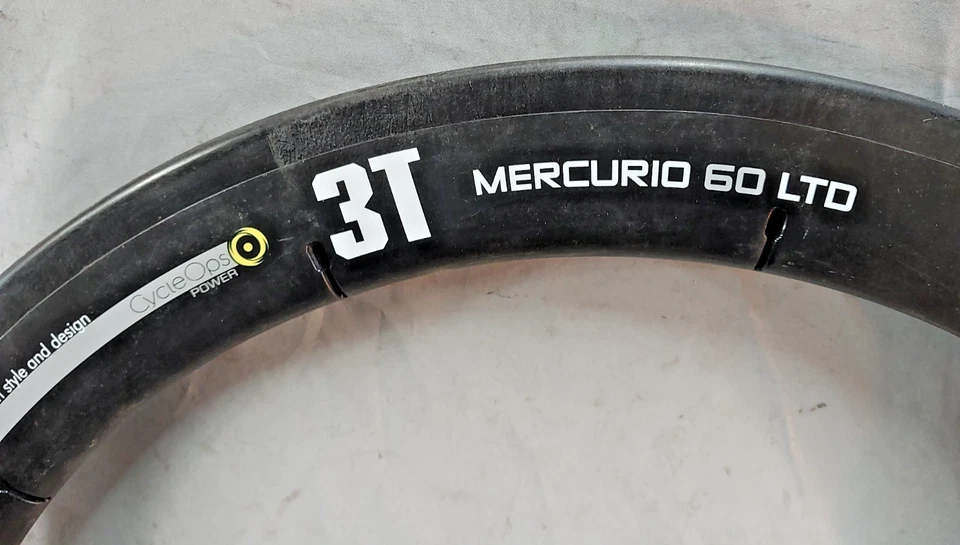 3T MERCURIO 60 LTD
CycleOps
POWER
style and design